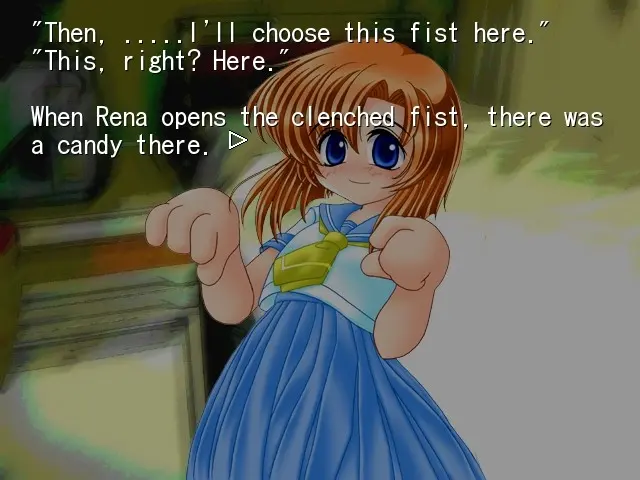 "Then, .....I'll choose this fist here."
"This, right? Here."
When Rena opens the clenched fist, there was
a candy there.